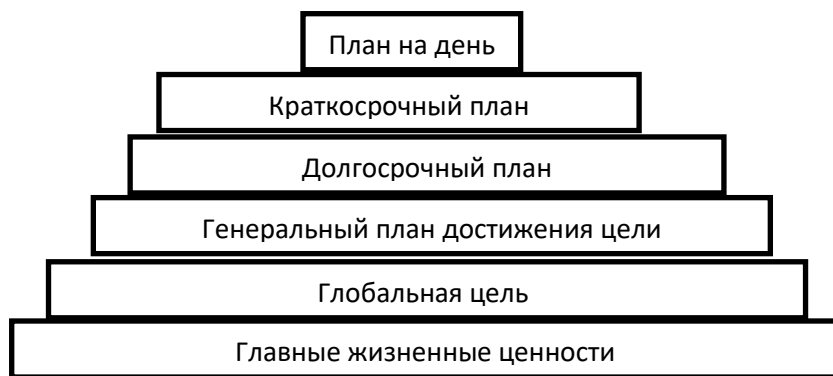 План на день
Краткосрочный план
Долгосрочный план
Генеральный план достижения цели
Глобальная цель
Главные жизненные ценности